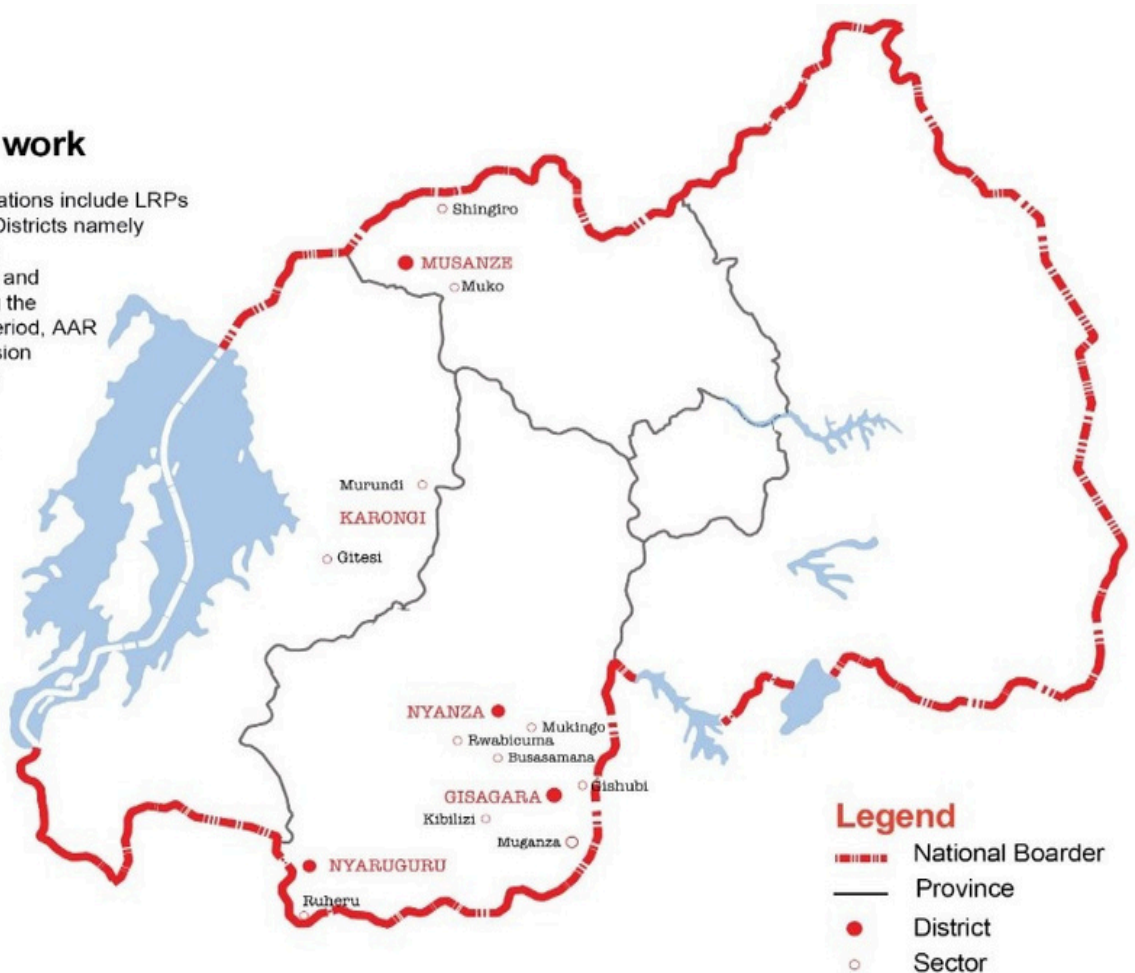 work
ations include LRPs
Districts namely
and
the
eriod, AAR
sion
Shingiro
MUSANZE
Muko
Murundi
KARONGI
Gitesi
NYANZA
Mukingo
Rwabicuma
Busasamana
Gishubi
GISAGARA
Kibilizi
Muganza
NYARUGURU
Ruheru
Legend
National Boarder
Province
District
Sector